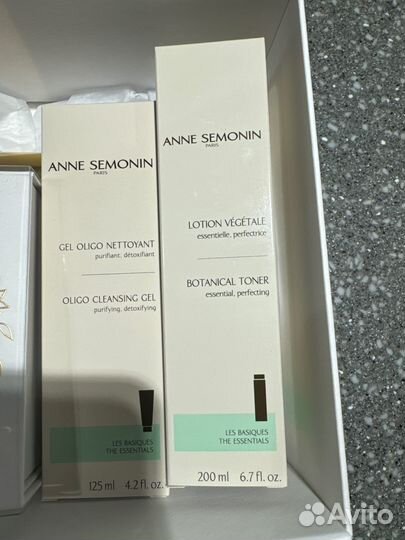 ANNE SEMONIN
PARIS
GEL OLIGO NETTOYANT
purifiant, détoxifiant
OLIGO CLEANSING GEL
purifying, detoxifying
LES BASIQUES
THE ESSENTIALS
125 ml 4.2 fl. oz.
ANNE SEMONIN
PARIS
LOTION VÉGÉTALE
essentielle, perfectrice
BOTANICAL TONER
essential, perfecting
LES BASIQUES
THE ESSENTIALS
200 ml 6.7 fl. oz.
Avito